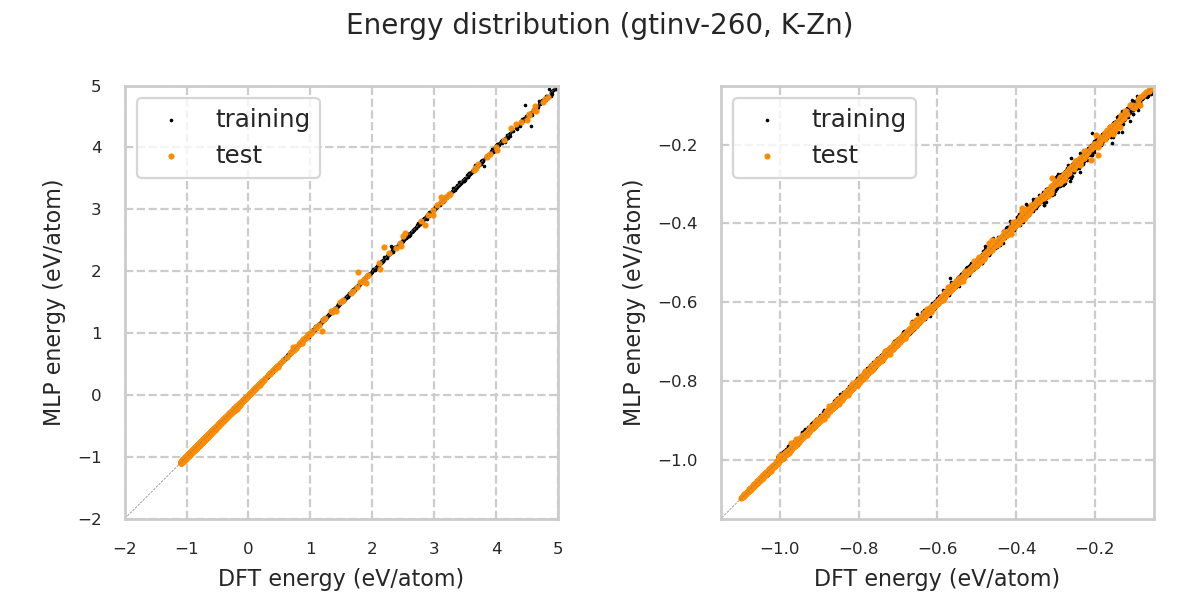 Energy distribution (gtinv-260, K-Zn)
training
test
5
4
3
2
1
0
−1
−2
−2
−1
0
1
2
3
4
5
MLP energy (eV/atom)
DFT energy (eV/atom)
training
test
−0.2
−0.4
−0.6
−0.8
−1.0
−1.0
−0.8
−0.6
−0.4
−0.2
MLP energy (eV/atom)
DFT energy (eV/atom)